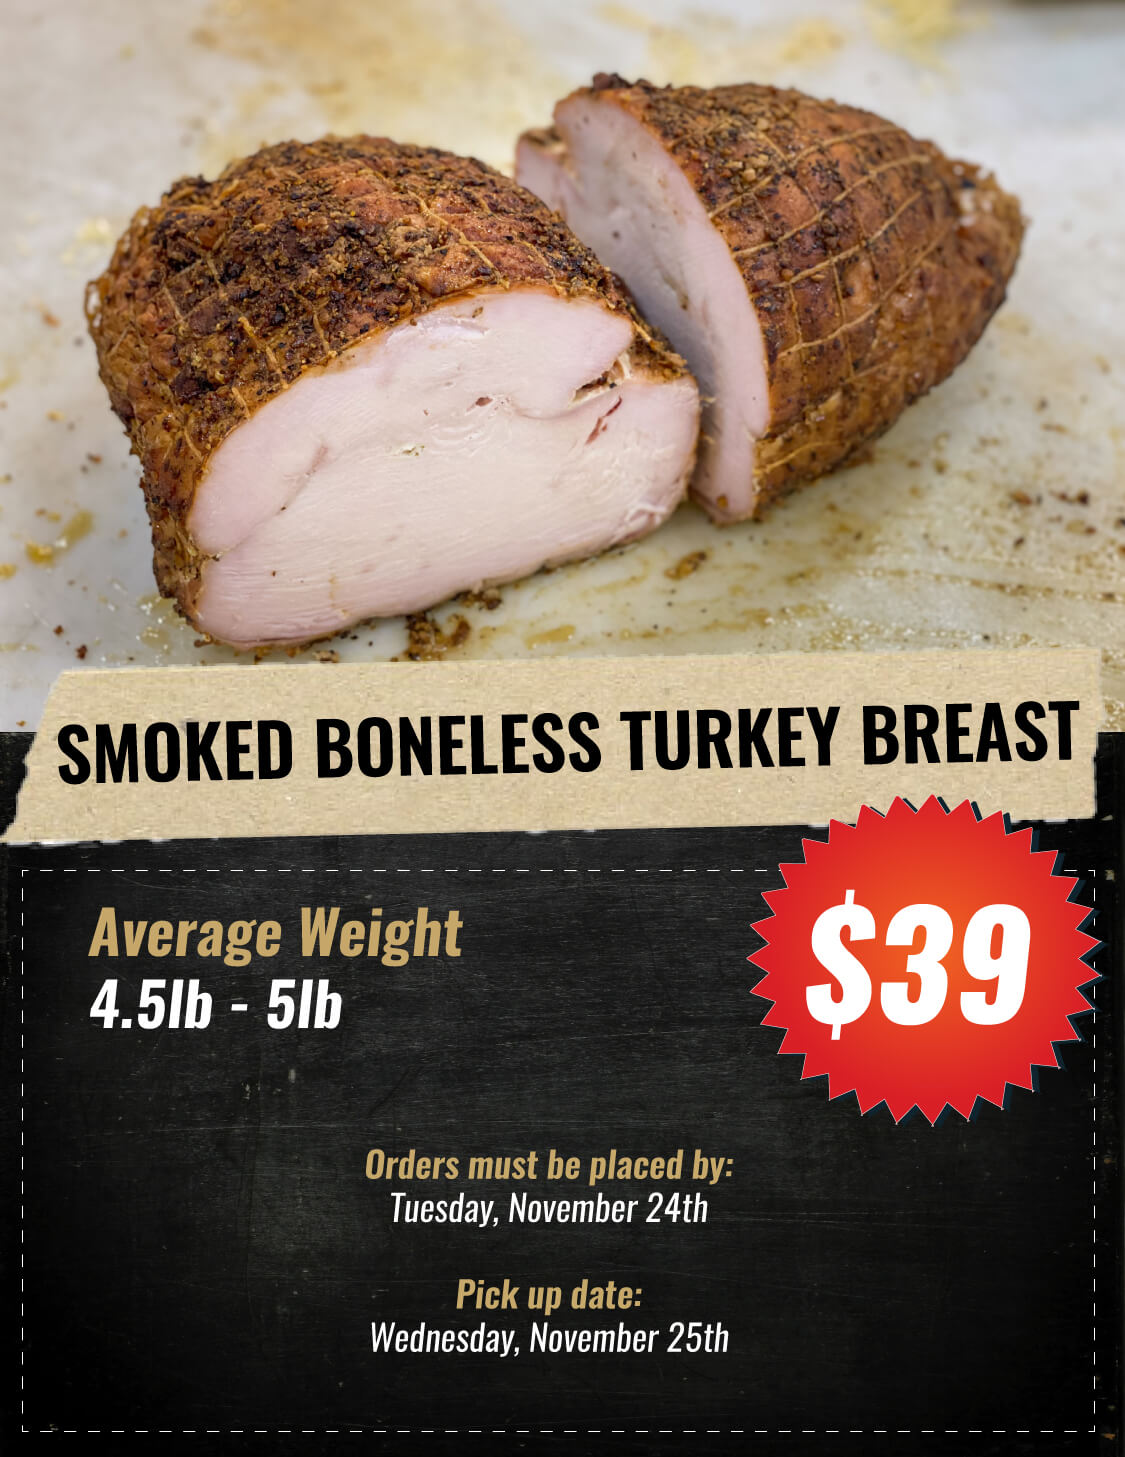 SMOKED BONELESS TURKEY BREAST
$39
Average Weight
4.5lb - 5lb
Orders must be placed by:
Tuesday, November 24th
Pick up date:
Wednesday, November 25th